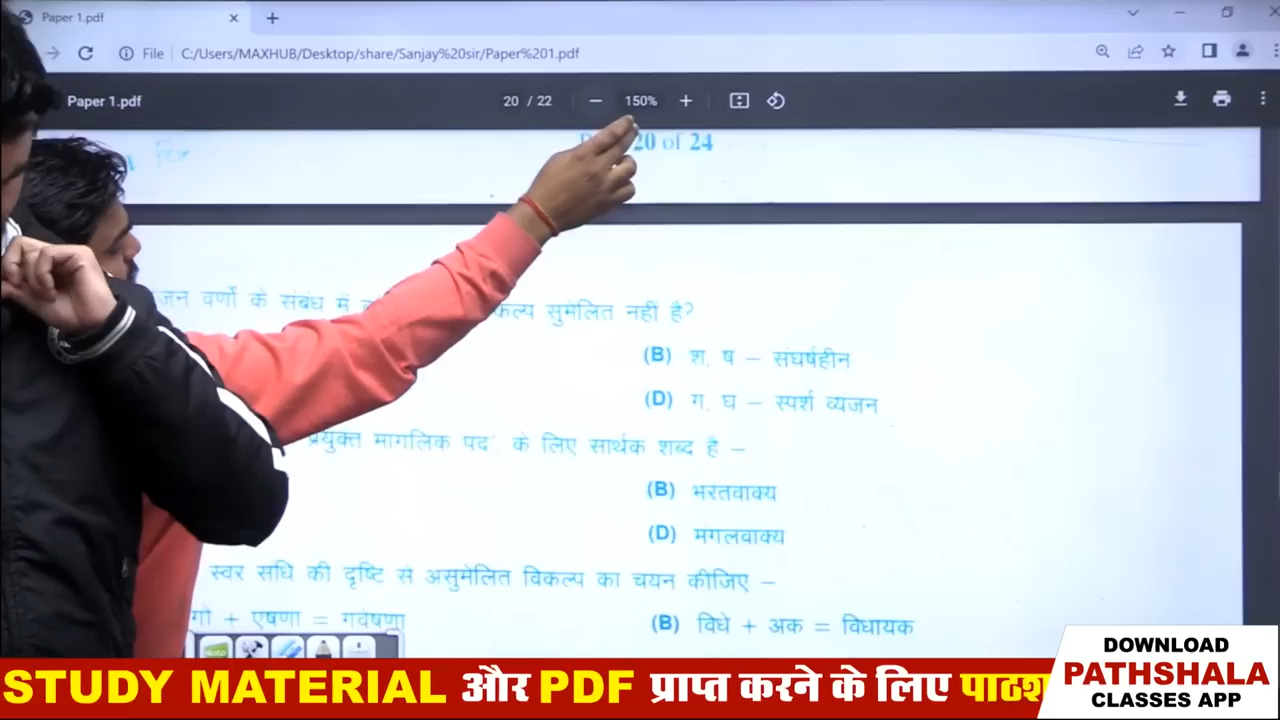 Paper 1.pdf
File C:/Users/MAXHUB/Desktop/share/Sanjay%20sir/Paper%201.pdf
Paper 1.pdf 20 / 22 150%
20 of 24
वर्णों के संबंध में सुमेलित नहीं है?
(B) श, ष – संघर्षहीन
(D) ग, घ – स्पर्श व्यंजन
प्रयुक्त मांगलिक पद के लिए सार्थक शब्द है –
(B) भरतवाक्य
(D) मंगलवाक्य
स्वर संधि की दृष्टि से असुमेलित विकल्प का चयन कीजिए –
गो + एषणा = गवेषणा
(B) विधे + अक = विधायक
STUDY MATERIAL और PDF प्राप्त करने के लिए
DOWNLOAD
PATHSHALA
CLASSES APP